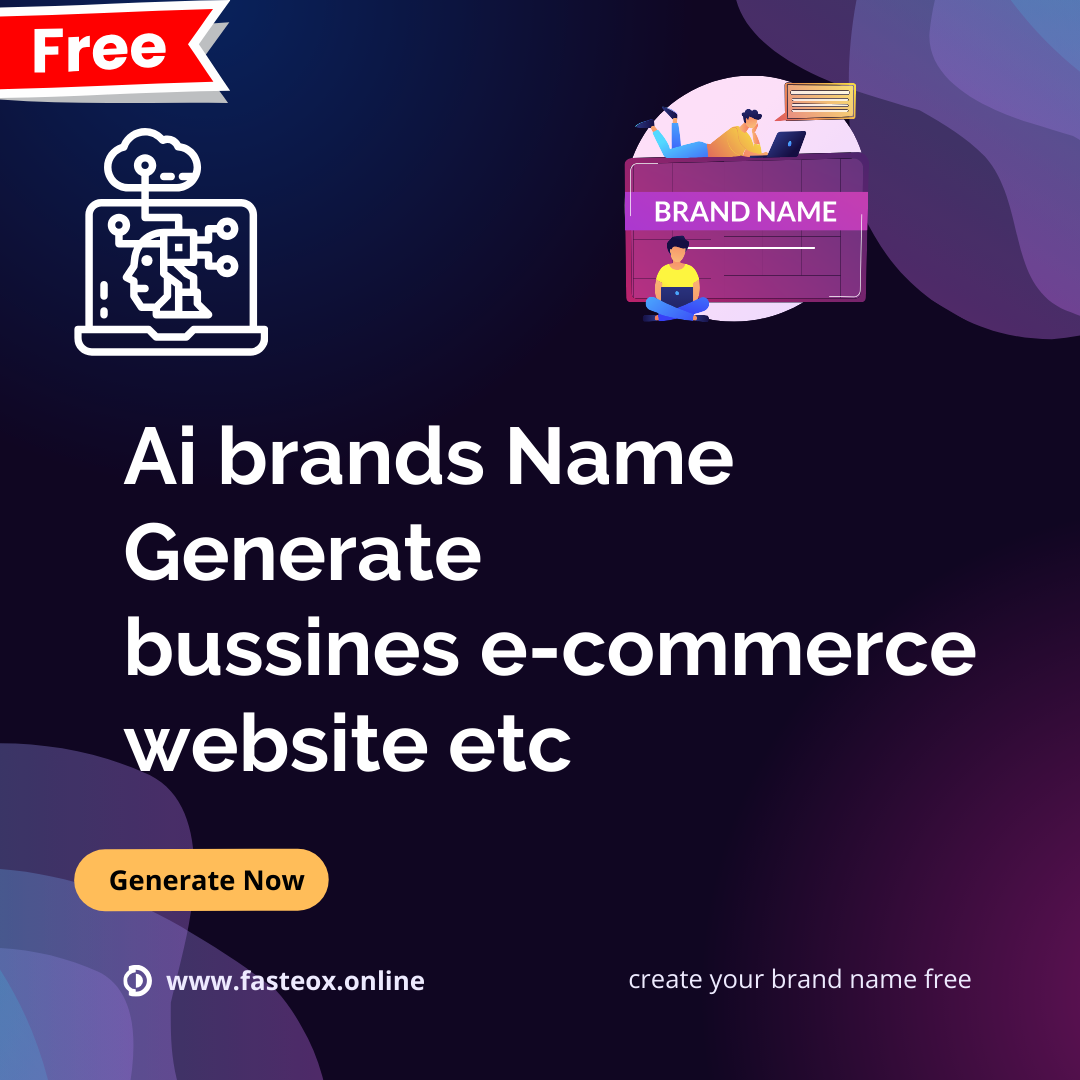 Free
BRAND NAME
Ai brands Name
Generate
bussines e-commerce
website etc
Generate Now
www.fasteox.online
create your brand name free